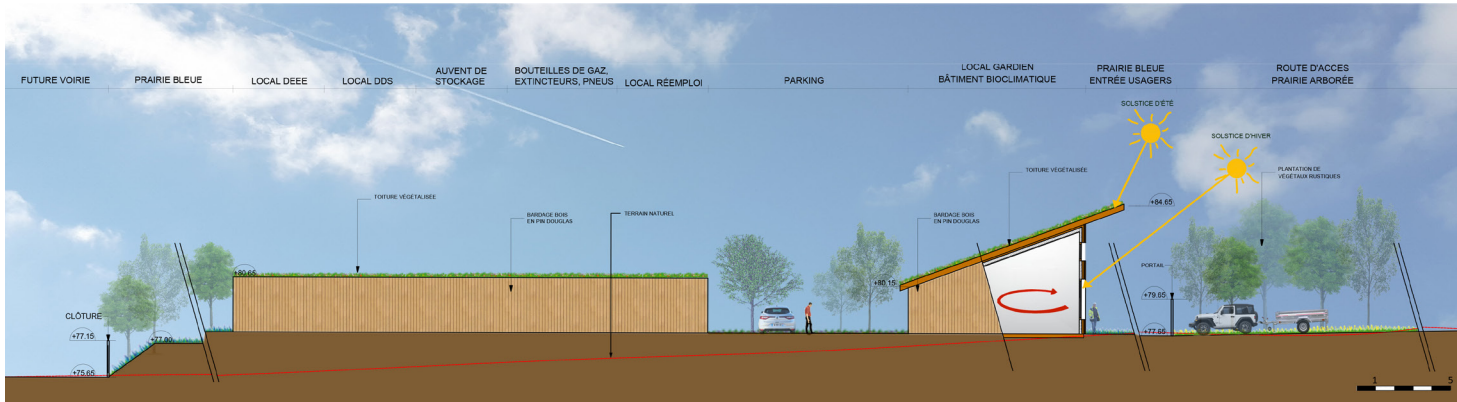 FUTURE VOIRIE
PRAIRIE BLEUE
LOCAL DEEE
LOCAL DDS
AUVENT DE
STOCKAGE
BOUTEILLES DE GAZ,
EXTINCTEURS, PNEUS
LOCAL RÉEMPLOI
PARKING
LOCAL GARDIEN
BÂTIMENT BIOCLIMATIQUE
PRAIRIE BLEUE
ENTRÉE USAGERS
ROUTE D'ACCES
PRAIRIE ARBORÉE
SOLSTICE D'ÉTÉ
SOLSTICE D'HIVER
TOITURE VÉGÉTALISÉE
BARDAGE BOIS
EN PIN DOUGLAS
TERRAIN NATUREL
BARDAGE BOIS
EN PIN DOUGLAS
TOITURE VÉGÉTALISÉE
PLANTATION DE
VÉGÉTAUX RUSTIQUES
+84.65
+80.65
+80.15
PORTAIL
+79.65
+77.65
CLÔTURE
+77.15
+77.90
+75.65
1
5